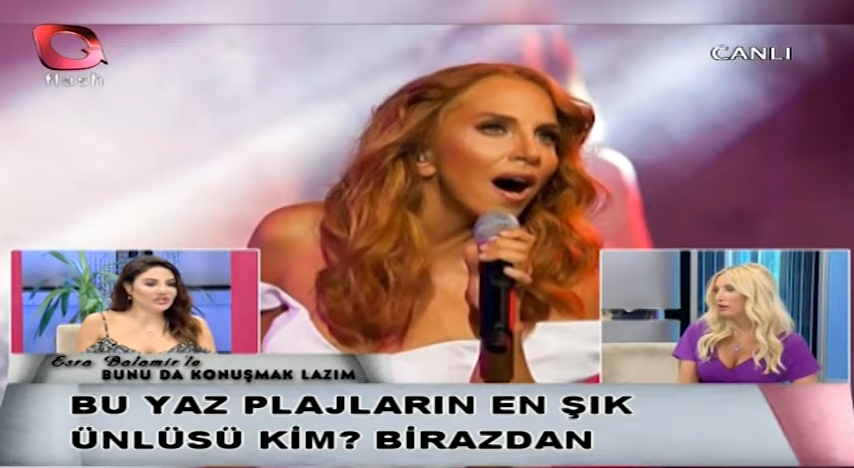 flash
CANLI
Esra Balamir'le
BUNU DA KONUŞMAK LAZIM
BU YAZ PLAJLARIN EN ŞIK
ÜNLÜSÜ KİM? BİRAZDAN